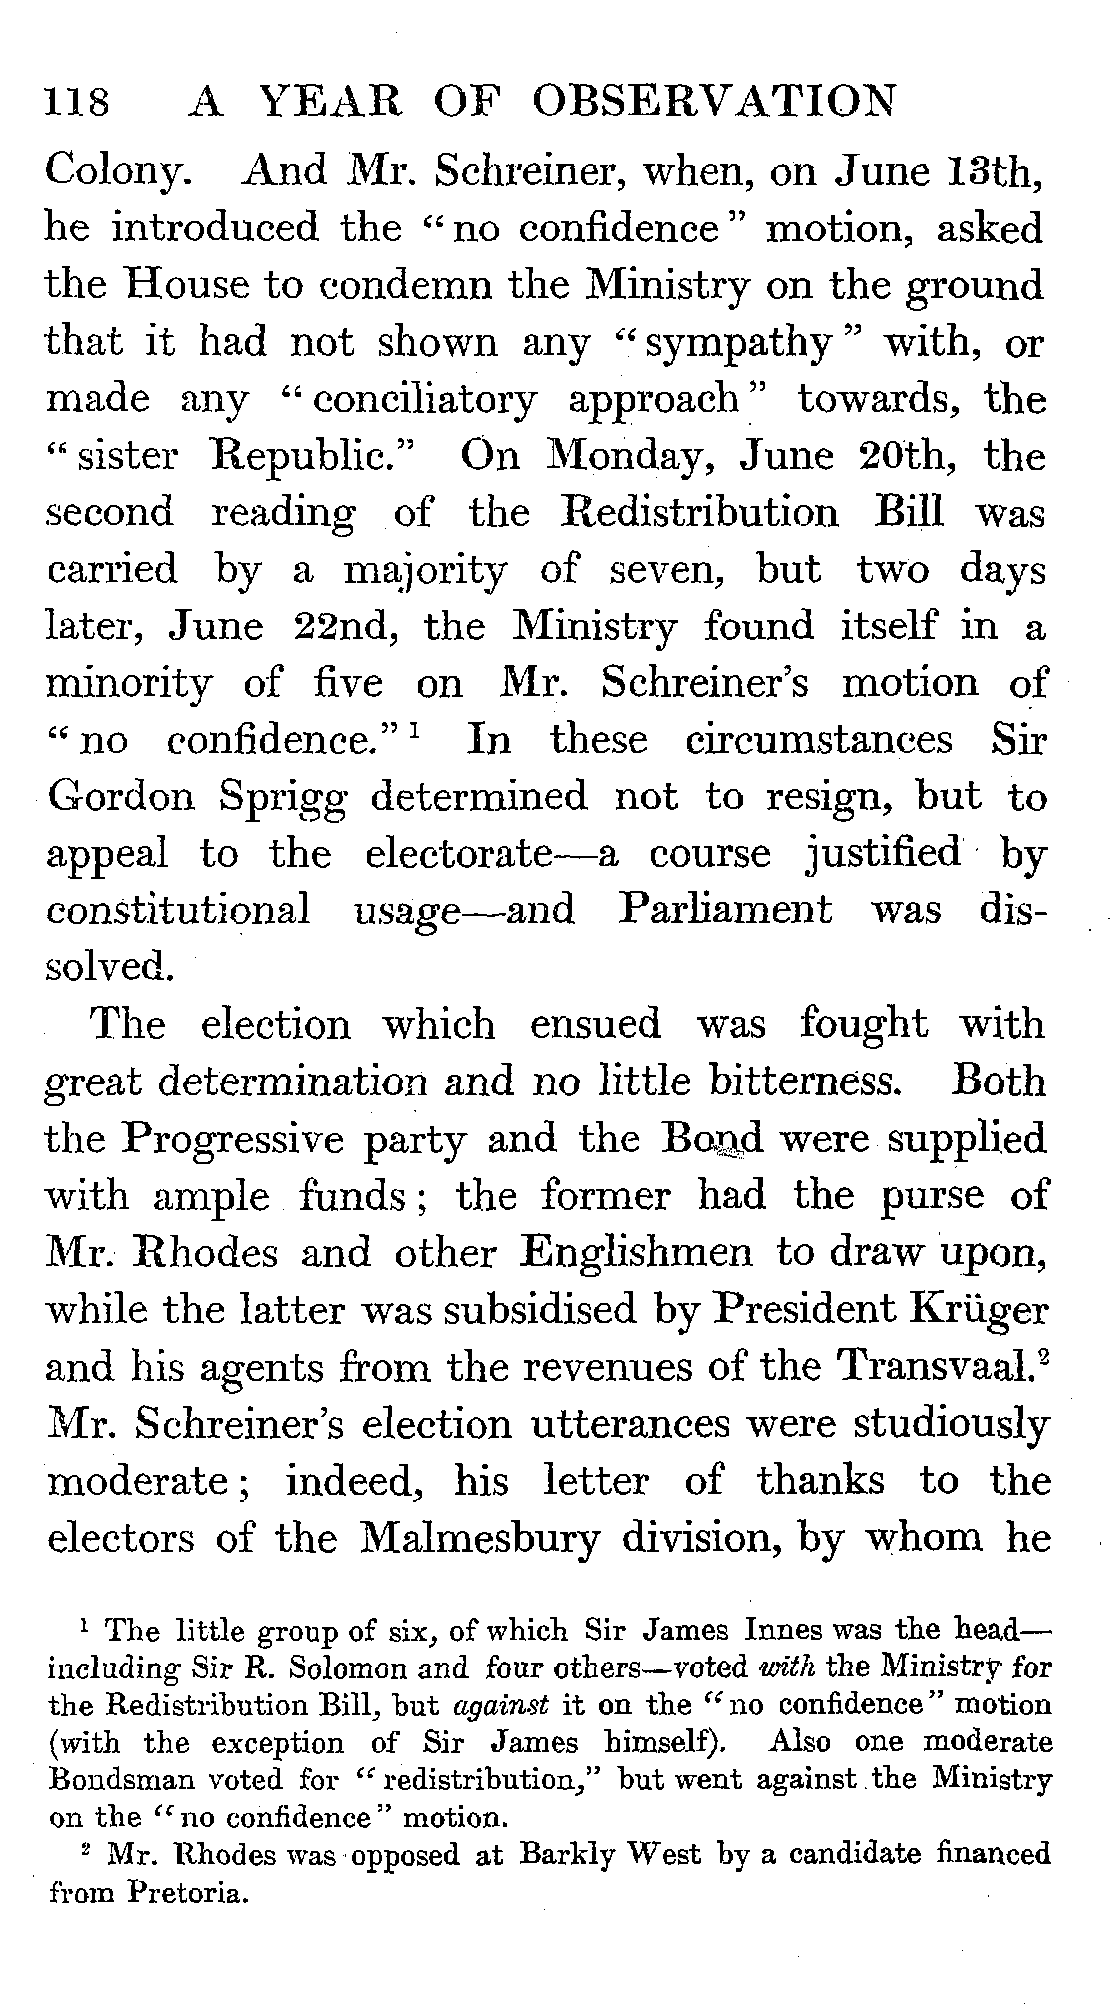 118 A YEAR OF OBSERVATION
Colony. And Mr. Schreiner, when, on June 13th,
he introduced the “no confidence” motion, asked
the House to condemn the Ministry on the ground
that it had not shown any “sympathy” with, or
made any “conciliatory approach” towards, the
“sister Republic.” On Monday, June 20th, the
second reading of the Redistribution Bill was
carried by a majority of seven, but two days
later, June 22nd, the Ministry found itself in a
minority of five on Mr. Schreiner’s motion of
“no confidence.”¹ In these circumstances Sir
Gordon Sprigg determined not to resign, but to
appeal to the electorate—a course justified by
constitutional usage—and Parliament was dis-
solved.
The election which ensued was fought with
great determination and no little bitterness. Both
the Progressive party and the Bond were supplied
with ample funds; the former had the purse of
Mr. Rhodes and other Englishmen to draw upon,
while the latter was subsidised by President Krüger
and his agents from the revenues of the Transvaal.²
Mr. Schreiner’s election utterances were studiously
moderate; indeed, his letter of thanks to the
electors of the Malmesbury division, by whom he
¹ The little group of six, of which Sir James Innes was the head—
including Sir R. Solomon and four others—voted with the Ministry for
the Redistribution Bill, but against it on the “no confidence” motion
(with the exception of Sir James himself). Also one moderate
Bondsman voted for “redistribution,” but went against the Ministry
on the “no confidence” motion.
² Mr. Rhodes was opposed at Barkly West by a candidate financed
from Pretoria.